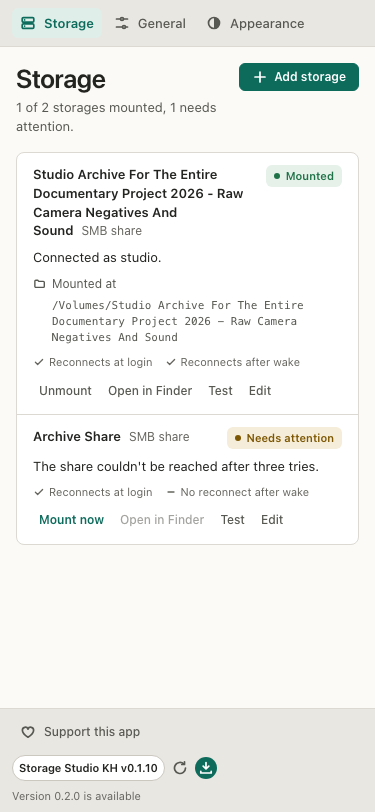 Storage
General
Appearance
Storage
Add storage
1 of 2 storages mounted, 1 needs
attention.
Studio Archive For The Entire
Documentary Project 2026 - Raw
Camera Negatives And
Sound SMB share
Mounted
Connected as studio.
Mounted at
/Volumes/Studio Archive For The Entire
Documentary Project 2026 - Raw Camera
Negatives And Sound
Reconnects at login Reconnects after wake
Unmount Open in Finder Test Edit
Archive Share SMB share
Needs attention
The share couldn't be reached after three tries.
Reconnects at login No reconnect after wake
Mount now Open in Finder Test Edit
Support this app
Storage Studio KH v0.1.10
Version 0.2.0 is available